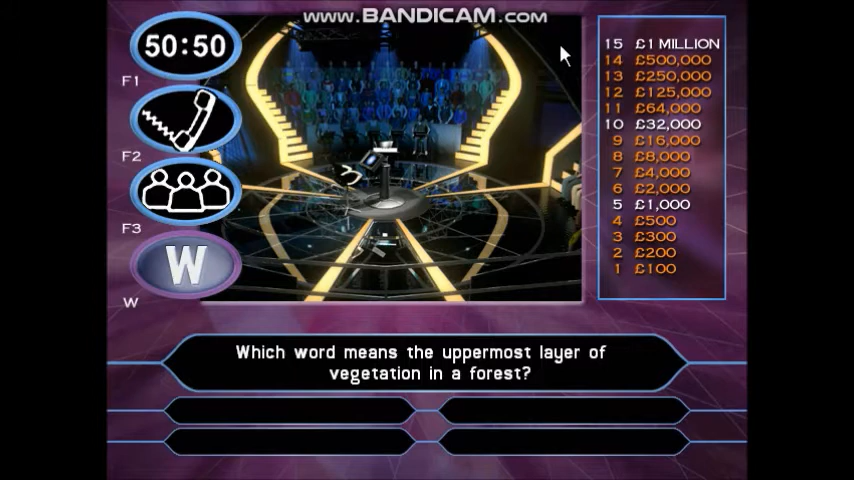 www.BANDICAM.com
50:50
F1
F2
F3
W
W
15 £1 MILLION
14 £500,000
13 £250,000
12 £125,000
11 £64,000
10 £32,000
9 £16,000
8 £8,000
7 £4,000
6 £2,000
5 £1,000
4 £500
3 £300
2 £200
1 £100
Which word means the uppermost layer of
vegetation in a forest?